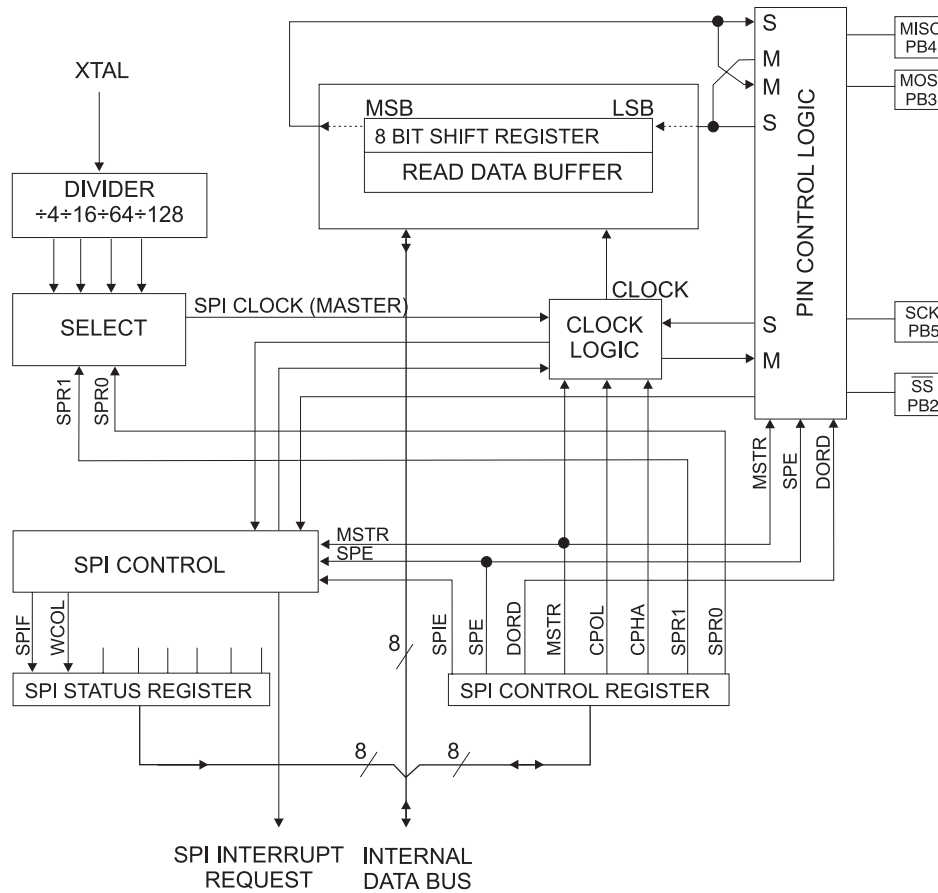 S
MISO
PB4
XTAL
M
M
MOSI
PB3
MSB
LSB
S
8 BIT SHIFT REGISTER
READ DATA BUFFER
PIN CONTROL LOGIC
DIVIDER
÷4÷16÷64÷128
SPI CLOCK (MASTER)
CLOCK
SELECT
CLOCK
LOGIC
S
M
SCK
PB5
SS
PB2
SPR1
SPR0
MSTR
SPE
DORD
MSTR
SPE
SPI CONTROL
SPIF
WCOL
8
SPIE
SPE
DORD
MSTR
CPOL
CPHA
SPR1
SPR0
SPI STATUS REGISTER
SPI CONTROL REGISTER
8
8
SPI INTERRUPT
REQUEST
INTERNAL
DATA BUS